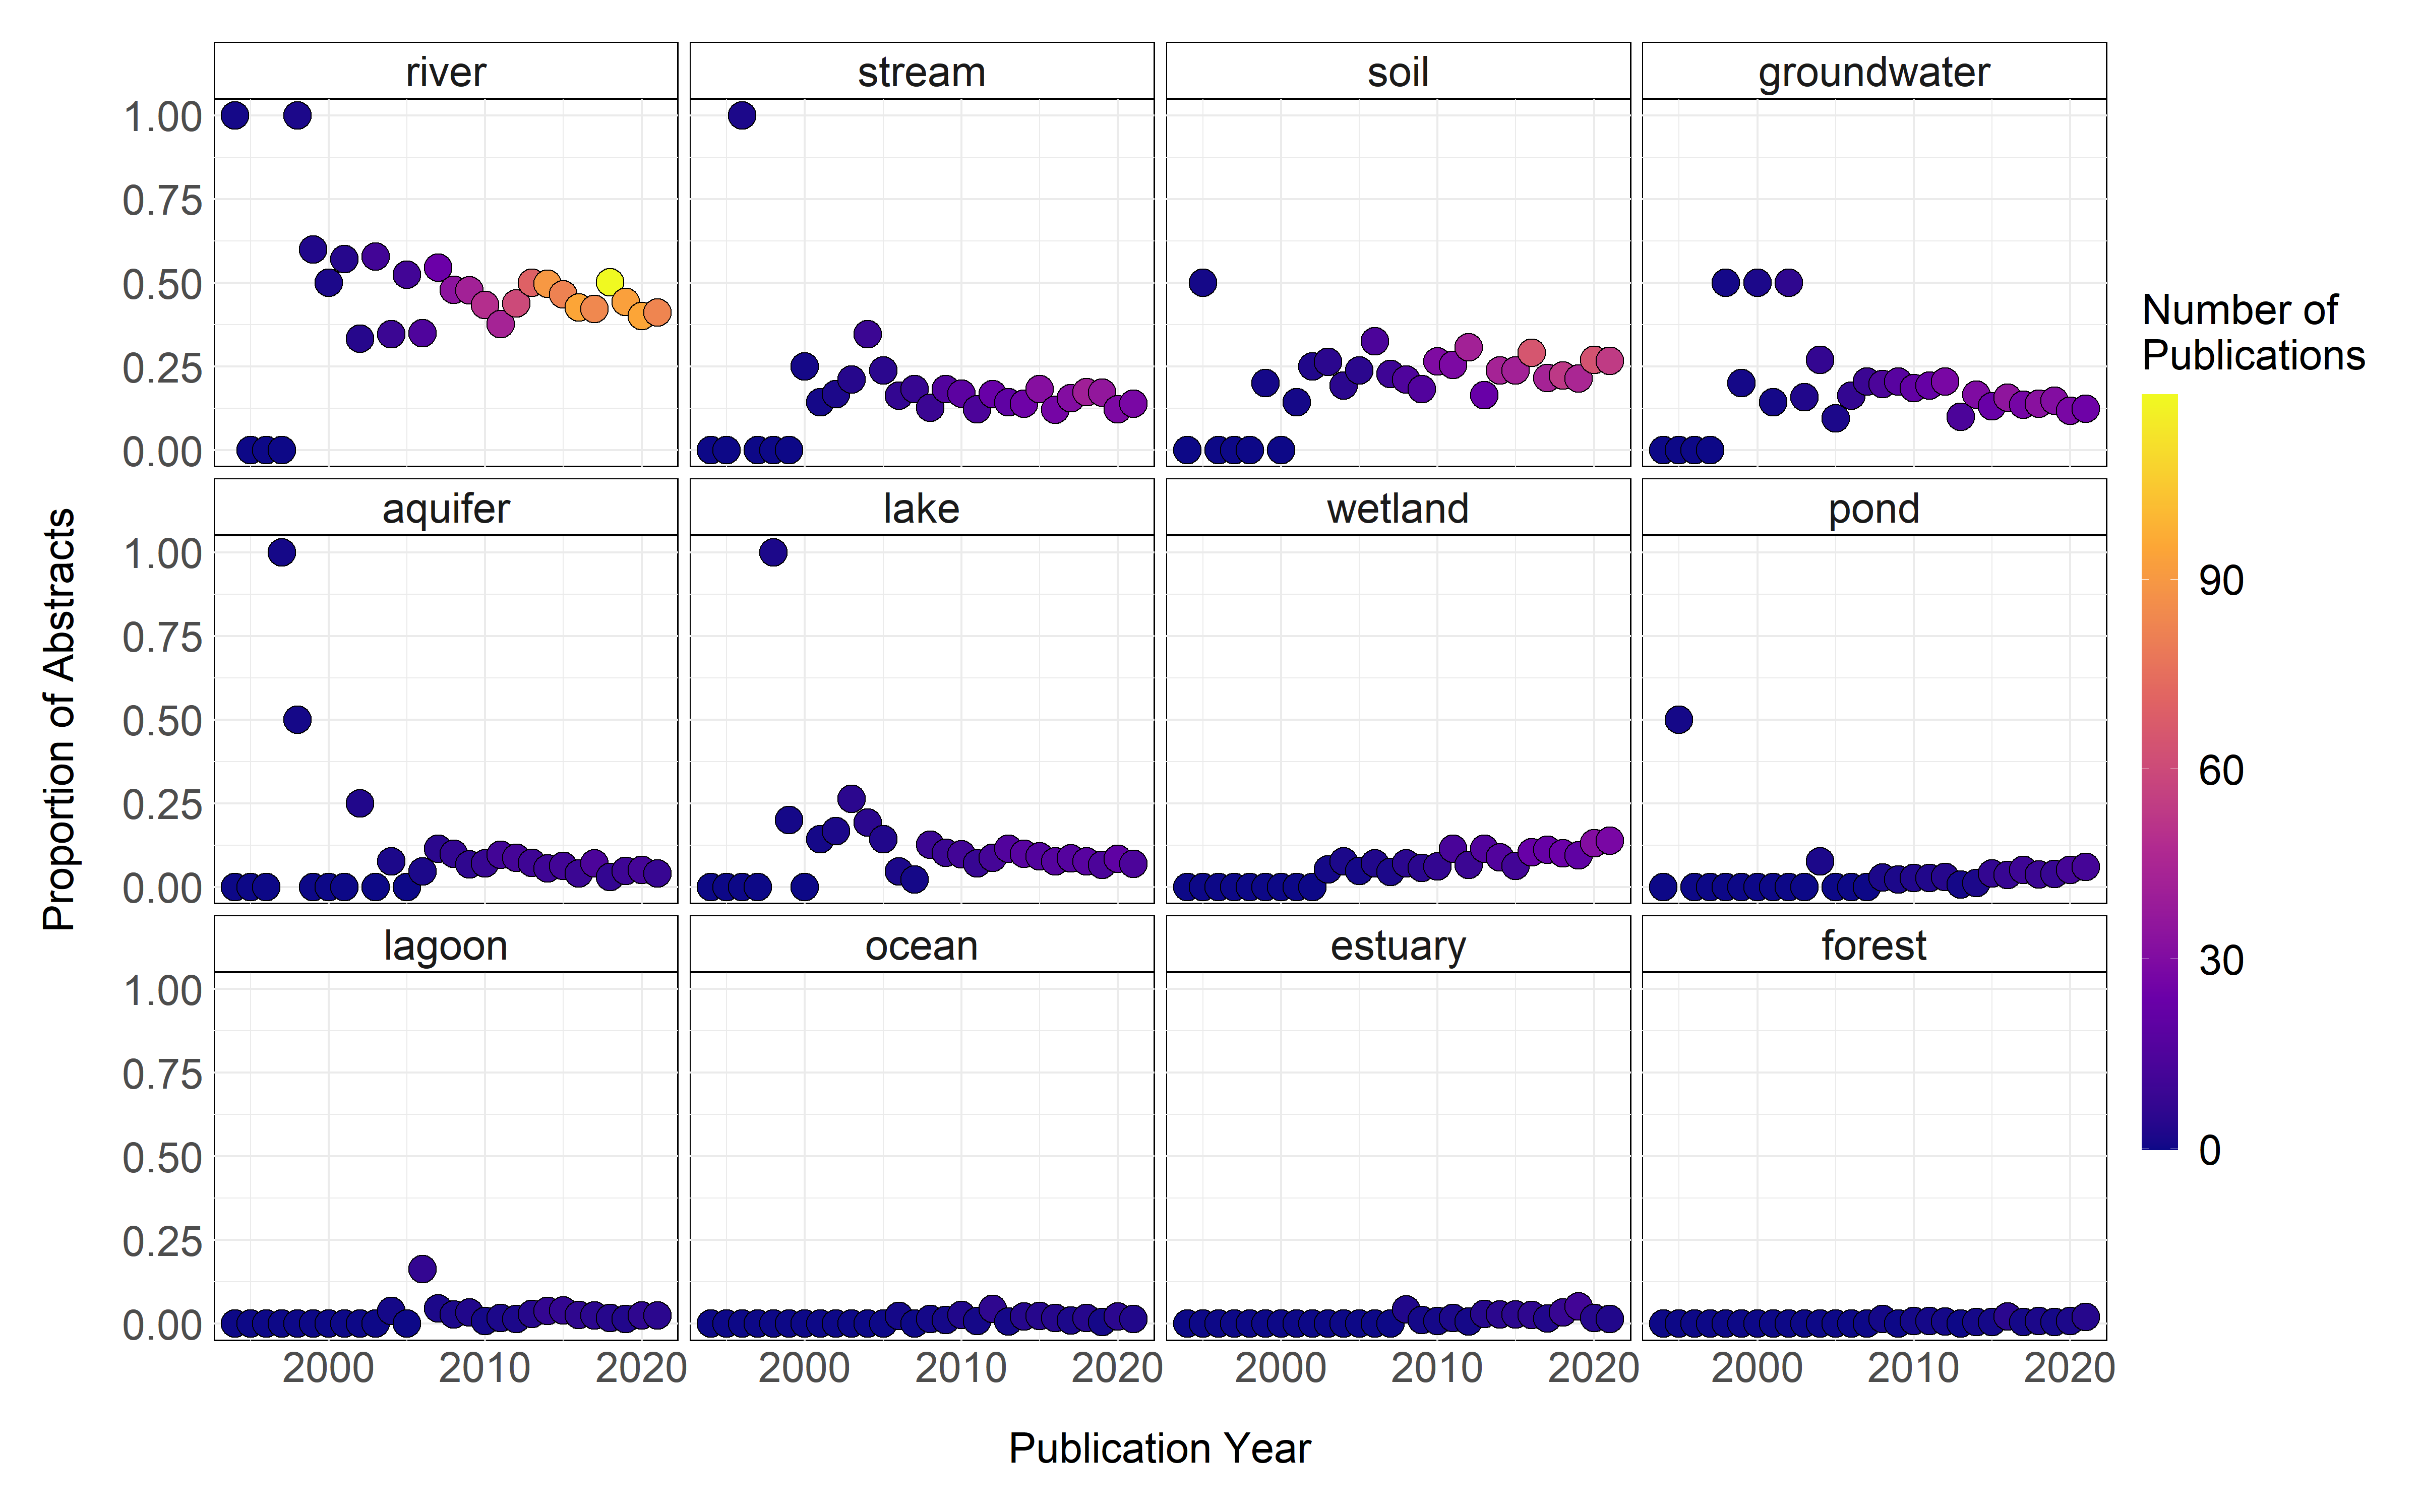 river
stream
soil
groundwater
1.00
0.75
0.50
0.25
0.00
aquifer
lake
wetland
pond
1.00
0.75
0.50
0.25
0.00
lagoon
ocean
estuary
forest
1.00
0.75
0.50
0.25
0.00
2000 2010 2020
2000 2010 2020
2000 2010 2020
2000 2010 2020
Publication Year
Proportion of Abstracts
Number of
Publications
90
60
30
0